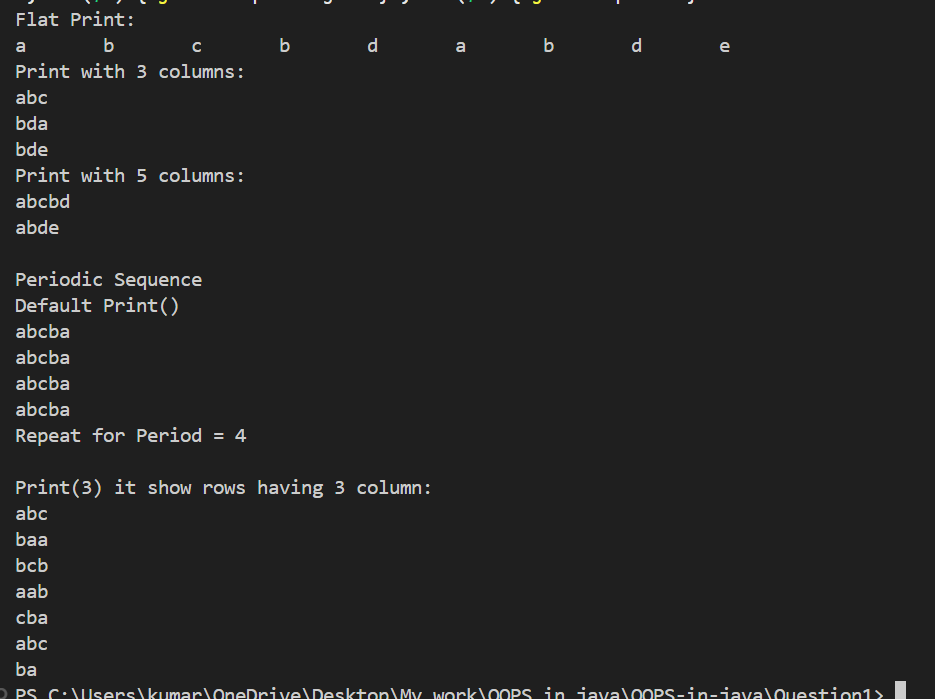 Flat Print:
a b c b d a b d e
Print with 3 columns:
abc
bda
bde
Print with 5 columns:
abcbd
abde
Periodic Sequence
Default Print()
abcba
abcba
abcba
abcba
Repeat for Period = 4
Print(3) it show rows having 3 column:
abc
baa
bcb
aab
cba
abc
ba
PS C:\Users\kumar\OneDrive\Desktop\My work\OOPS in java\OOPS-in-java\Question1>